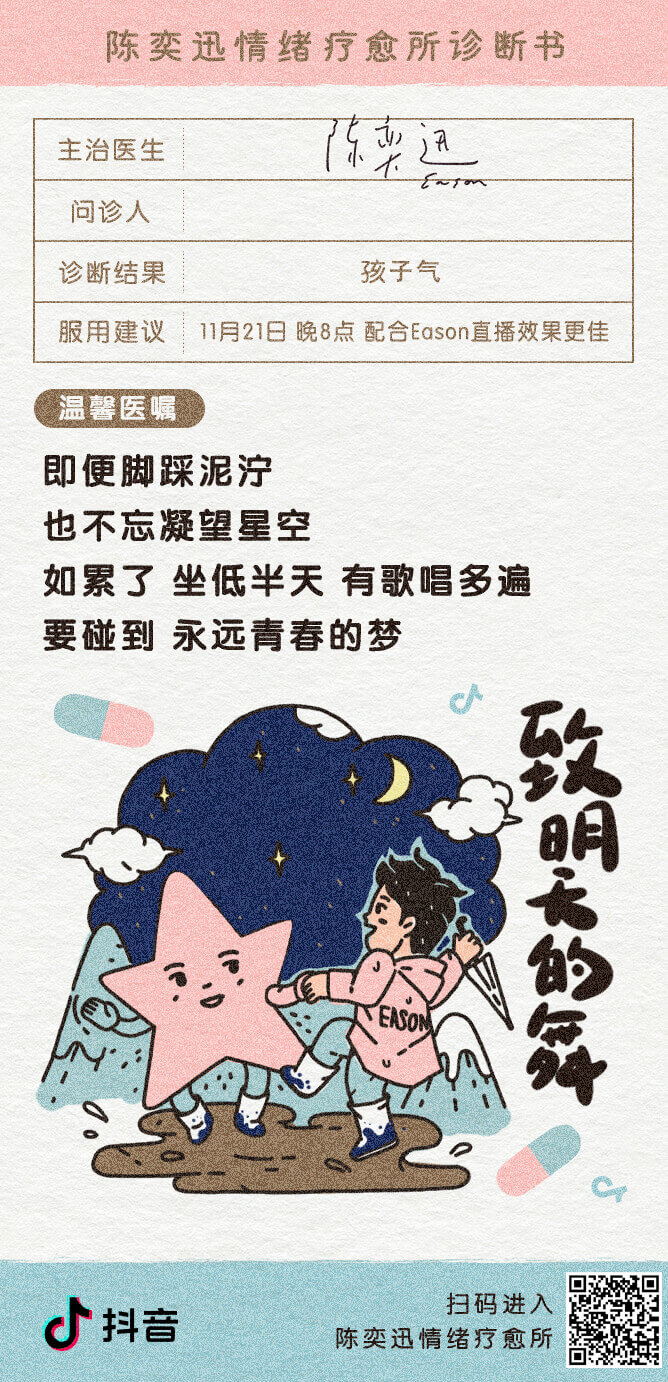 陈奕迅情绪疗愈所诊断书
主治医生 陈奕迅
Eason
问诊人
诊断结果 孩子气
服用建议 11月21日 晚8点 配合Eason直播效果更佳
温馨医嘱
即便脚踩泥泞
也不忘凝望星空
如累了 坐低半天 有歌唱多遍
要碰到 永远青春的梦
致明天的舞
EASON
抖音
扫码进入
陈奕迅情绪疗愈所